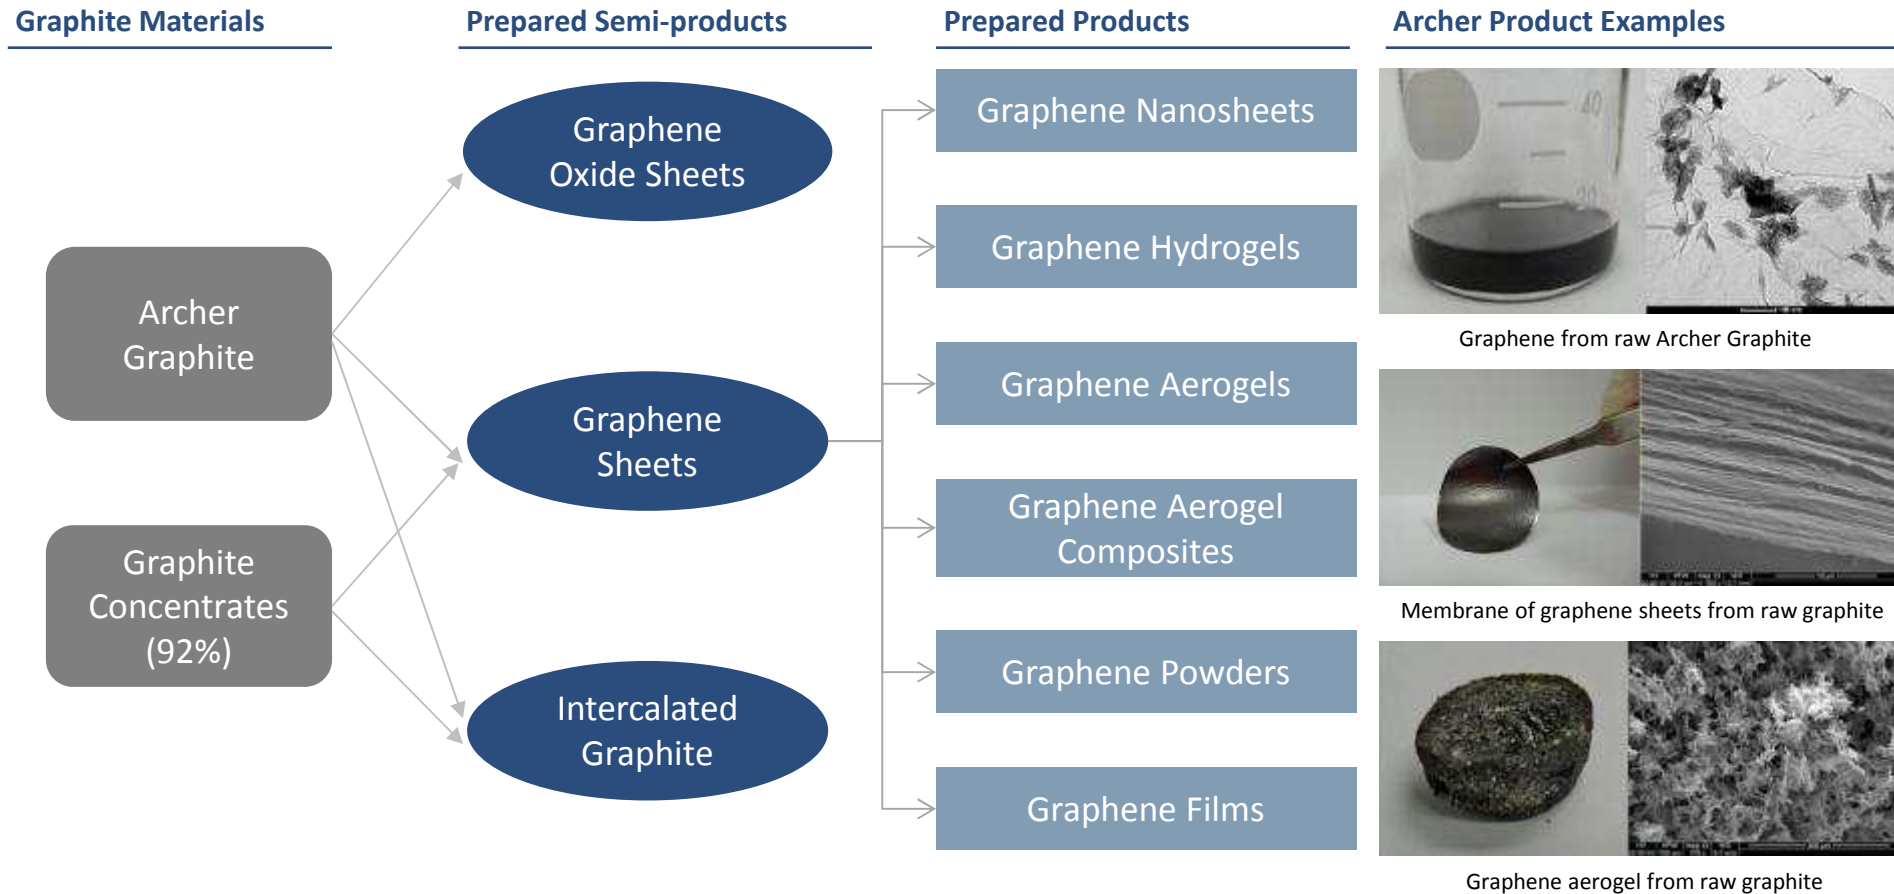 Graphite Materials
Prepared Semi-products
Prepared Products
Archer Product Examples
Archer
Graphite
Graphite
Concentrates
(92%)
Graphene
Oxide Sheets
Graphene
Sheets
Intercalated
Graphite
Graphene Nanosheets
Graphene Hydrogels
Graphene Aerogels
Graphene Aerogel
Composites
Graphene Powders
Graphene Films
40
Graphene from raw Archer Graphite
Membrane of graphene sheets from raw graphite
Graphene aerogel from raw graphite